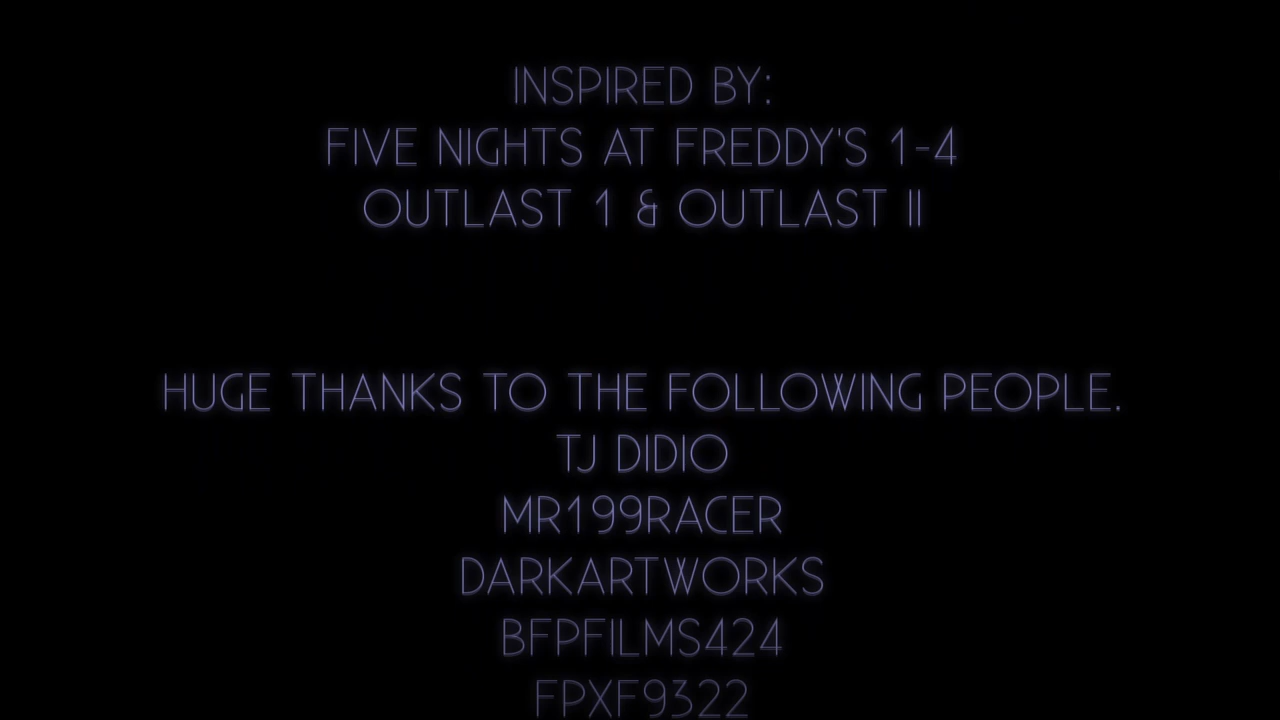 INSPIRED BY:
FIVE NIGHTS AT FREDDY'S 1-4
OUTLAST 1 & OUTLAST II
HUGE THANKS TO THE FOLLOWING PEOPLE.
TJ DIDIO
MR199RACER
DARKARTWORKS
BFPFILMS424
FPXF9322